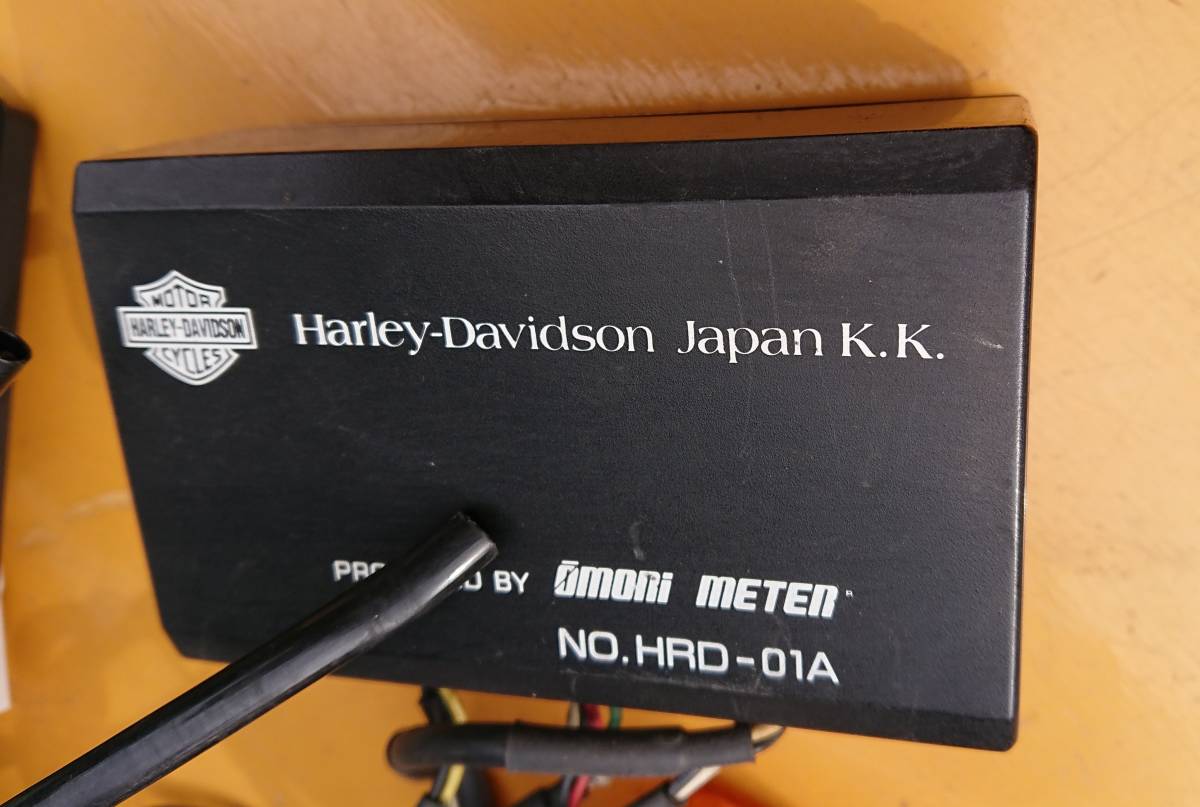 MOTOR
HARLEY-DAVIDSON
CYCLES
Harley-Davidson Japan K.K.
BY ŌMORI METER R
NO.HRD-01A